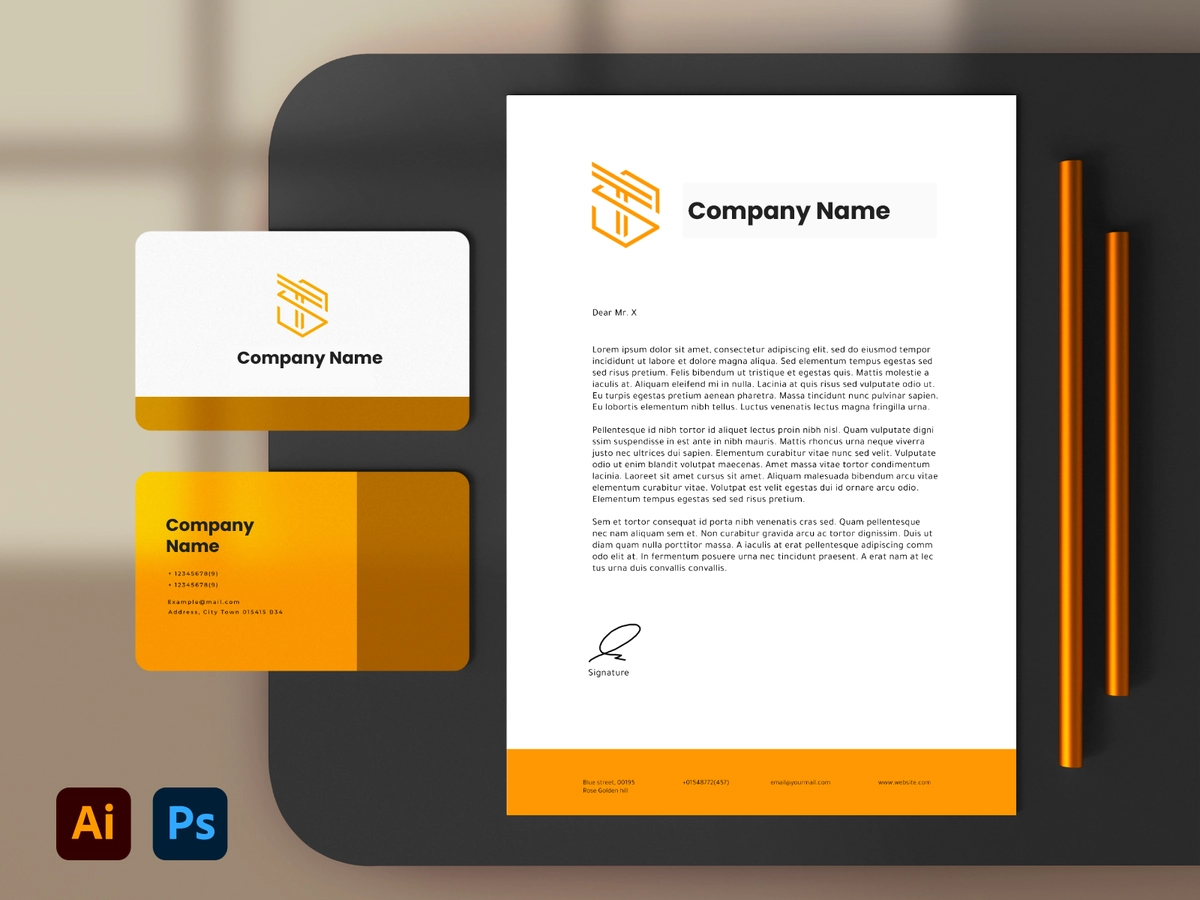 Company Name
Company
Name
+ 12345678(9)
+ 12345678(9)
Example@mail.com
Address, City Town 015415 B34
Company Name
Dear Mr. X
Lorem ipsum dolor sit amet, consectetur adipiscing elit, sed do eiusmod tempor
incididunt ut labore et dolore magna aliqua. Sed elementum tempus egestas sed
sed risus pretium. Felis bibendum ut tristique et egestas quis. Mattis molestie a
iaculis at. Aliquam eleifend mi in nulla. Lacinia at quis risus sed vulputate odio ut.
Eu turpis egestas pretium aenean pharetra. Massa tincidunt nunc pulvinar sapien.
Eu lobortis elementum nibh tellus. Luctus venenatis lectus magna fringilla urna.
Pellentesque id nibh tortor id aliquet lectus proin nibh nisl. Quam vulputate digni
ssim suspendisse in est ante in nibh mauris. Mattis rhoncus urna neque viverra
justo nec ultrices dui sapien. Elementum curabitur vitae nunc sed velit. Vulputate
odio ut enim blandit volutpat maecenas. Amet massa vitae tortor condimentum
lacinia. Laoreet sit amet cursus sit amet. Aliquam malesuada bibendum arcu vitae
elementum curabitur vitae. Volutpat est velit egestas dui id ornare arcu odio.
Elementum tempus egestas sed sed risus pretium.
Sem et tortor consequat id porta nibh venenatis cras sed. Quam pellentesque
nec nam aliquam sem et. Non curabitur gravida arcu ac tortor dignissim. Duis ut
diam quam nulla porttitor massa. A iaculis at erat pellentesque adipiscing comm
odo elit at. In fermentum posuere urna nec tincidunt praesent. A erat nam at lec
tus urna duis convallis convallis.
Signature
Blue street, 00195
Rose Golden hill
+01548772(457)
email@yourmail.com
www.website.com
Ai
Ps